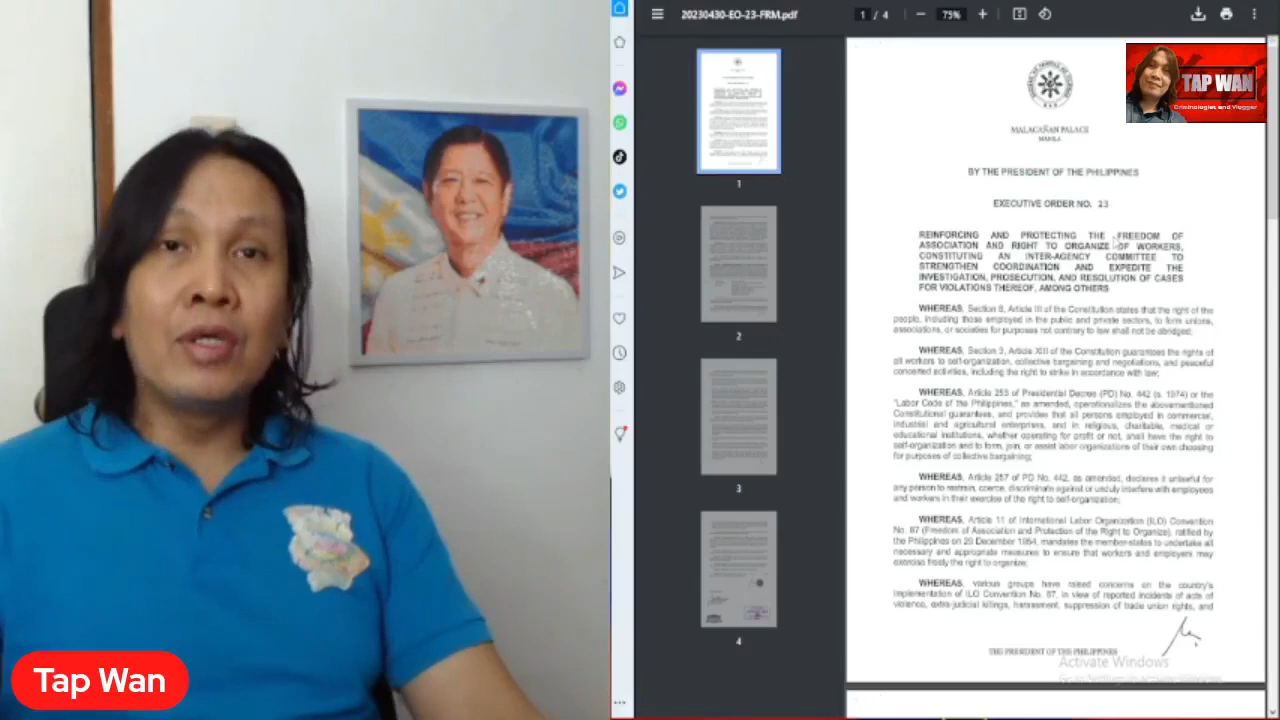 20230430-EO-23-FRM.pdf
1 / 4
75%
TAP WAN
Criminologist and Vlogger
MALACAÑAN PALACE
MANILA
BY THE PRESIDENT OF THE PHILIPPINES
EXECUTIVE ORDER NO. 23
REINFORCING AND PROTECTING THE FREEDOM OF
ASSOCIATION AND RIGHT TO ORGANIZE OF WORKERS,
CONSTITUTING AN INTER-AGENCY COMMITTEE TO
STRENGTHEN COORDINATION AND EXPEDITE THE
INVESTIGATION, PROSECUTION, AND RESOLUTION OF CASES
FOR VIOLATIONS THEREOF, AMONG OTHERS
WHEREAS, Section 8, Article III of the Constitution states that the right of the
people, including those employed in the public and private sectors, to form unions,
associations, or societies for purposes not contrary to law shall not be abridged;
WHEREAS, Section 3, Article XIII of the Constitution guarantees the rights of
all workers to self-organization, collective bargaining and negotiations, and peaceful
concerted activities, including the right to strike in accordance with law;
WHEREAS, Article 253 of Presidential Decree (PD) No. 442 (s. 1974) or the
"Labor Code of the Philippines," as amended, operationalizes the abovementioned
Constitutional guarantees, and provides that all persons employed in commercial,
industrial and agricultural enterprises, and in religious, charitable, medical or
educational institutions, whether operating for profit or not, shall have the right to
self-organization and to form, join, or assist labor organizations of their own choosing
for purposes of collective bargaining;
WHEREAS, Article 257 of PD No. 442, as amended, declares it unlawful for
any person to restrain, coerce, discriminate against or unduly interfere with employees
and workers in their exercise of the right to self-organization;
WHEREAS, Article 11 of International Labor Organization (ILO) Convention
No. 87 (Freedom of Association and Protection of the Right to Organize), ratified by
the Philippines on 29 December 1954, mandates the member-states to undertake all
necessary and appropriate measures to ensure that workers and employers may
exercise freely the right to organize;
WHEREAS, various groups have raised concerns on the country's
implementation of ILO Convention No. 87, in view of reported incidents of acts of
violence, extra-judicial killings, harassment, suppression of trade union rights, and
THE PRESIDENT OF THE PHILIPPINES
Activate Windows
1
2
3
4
Tap Wan